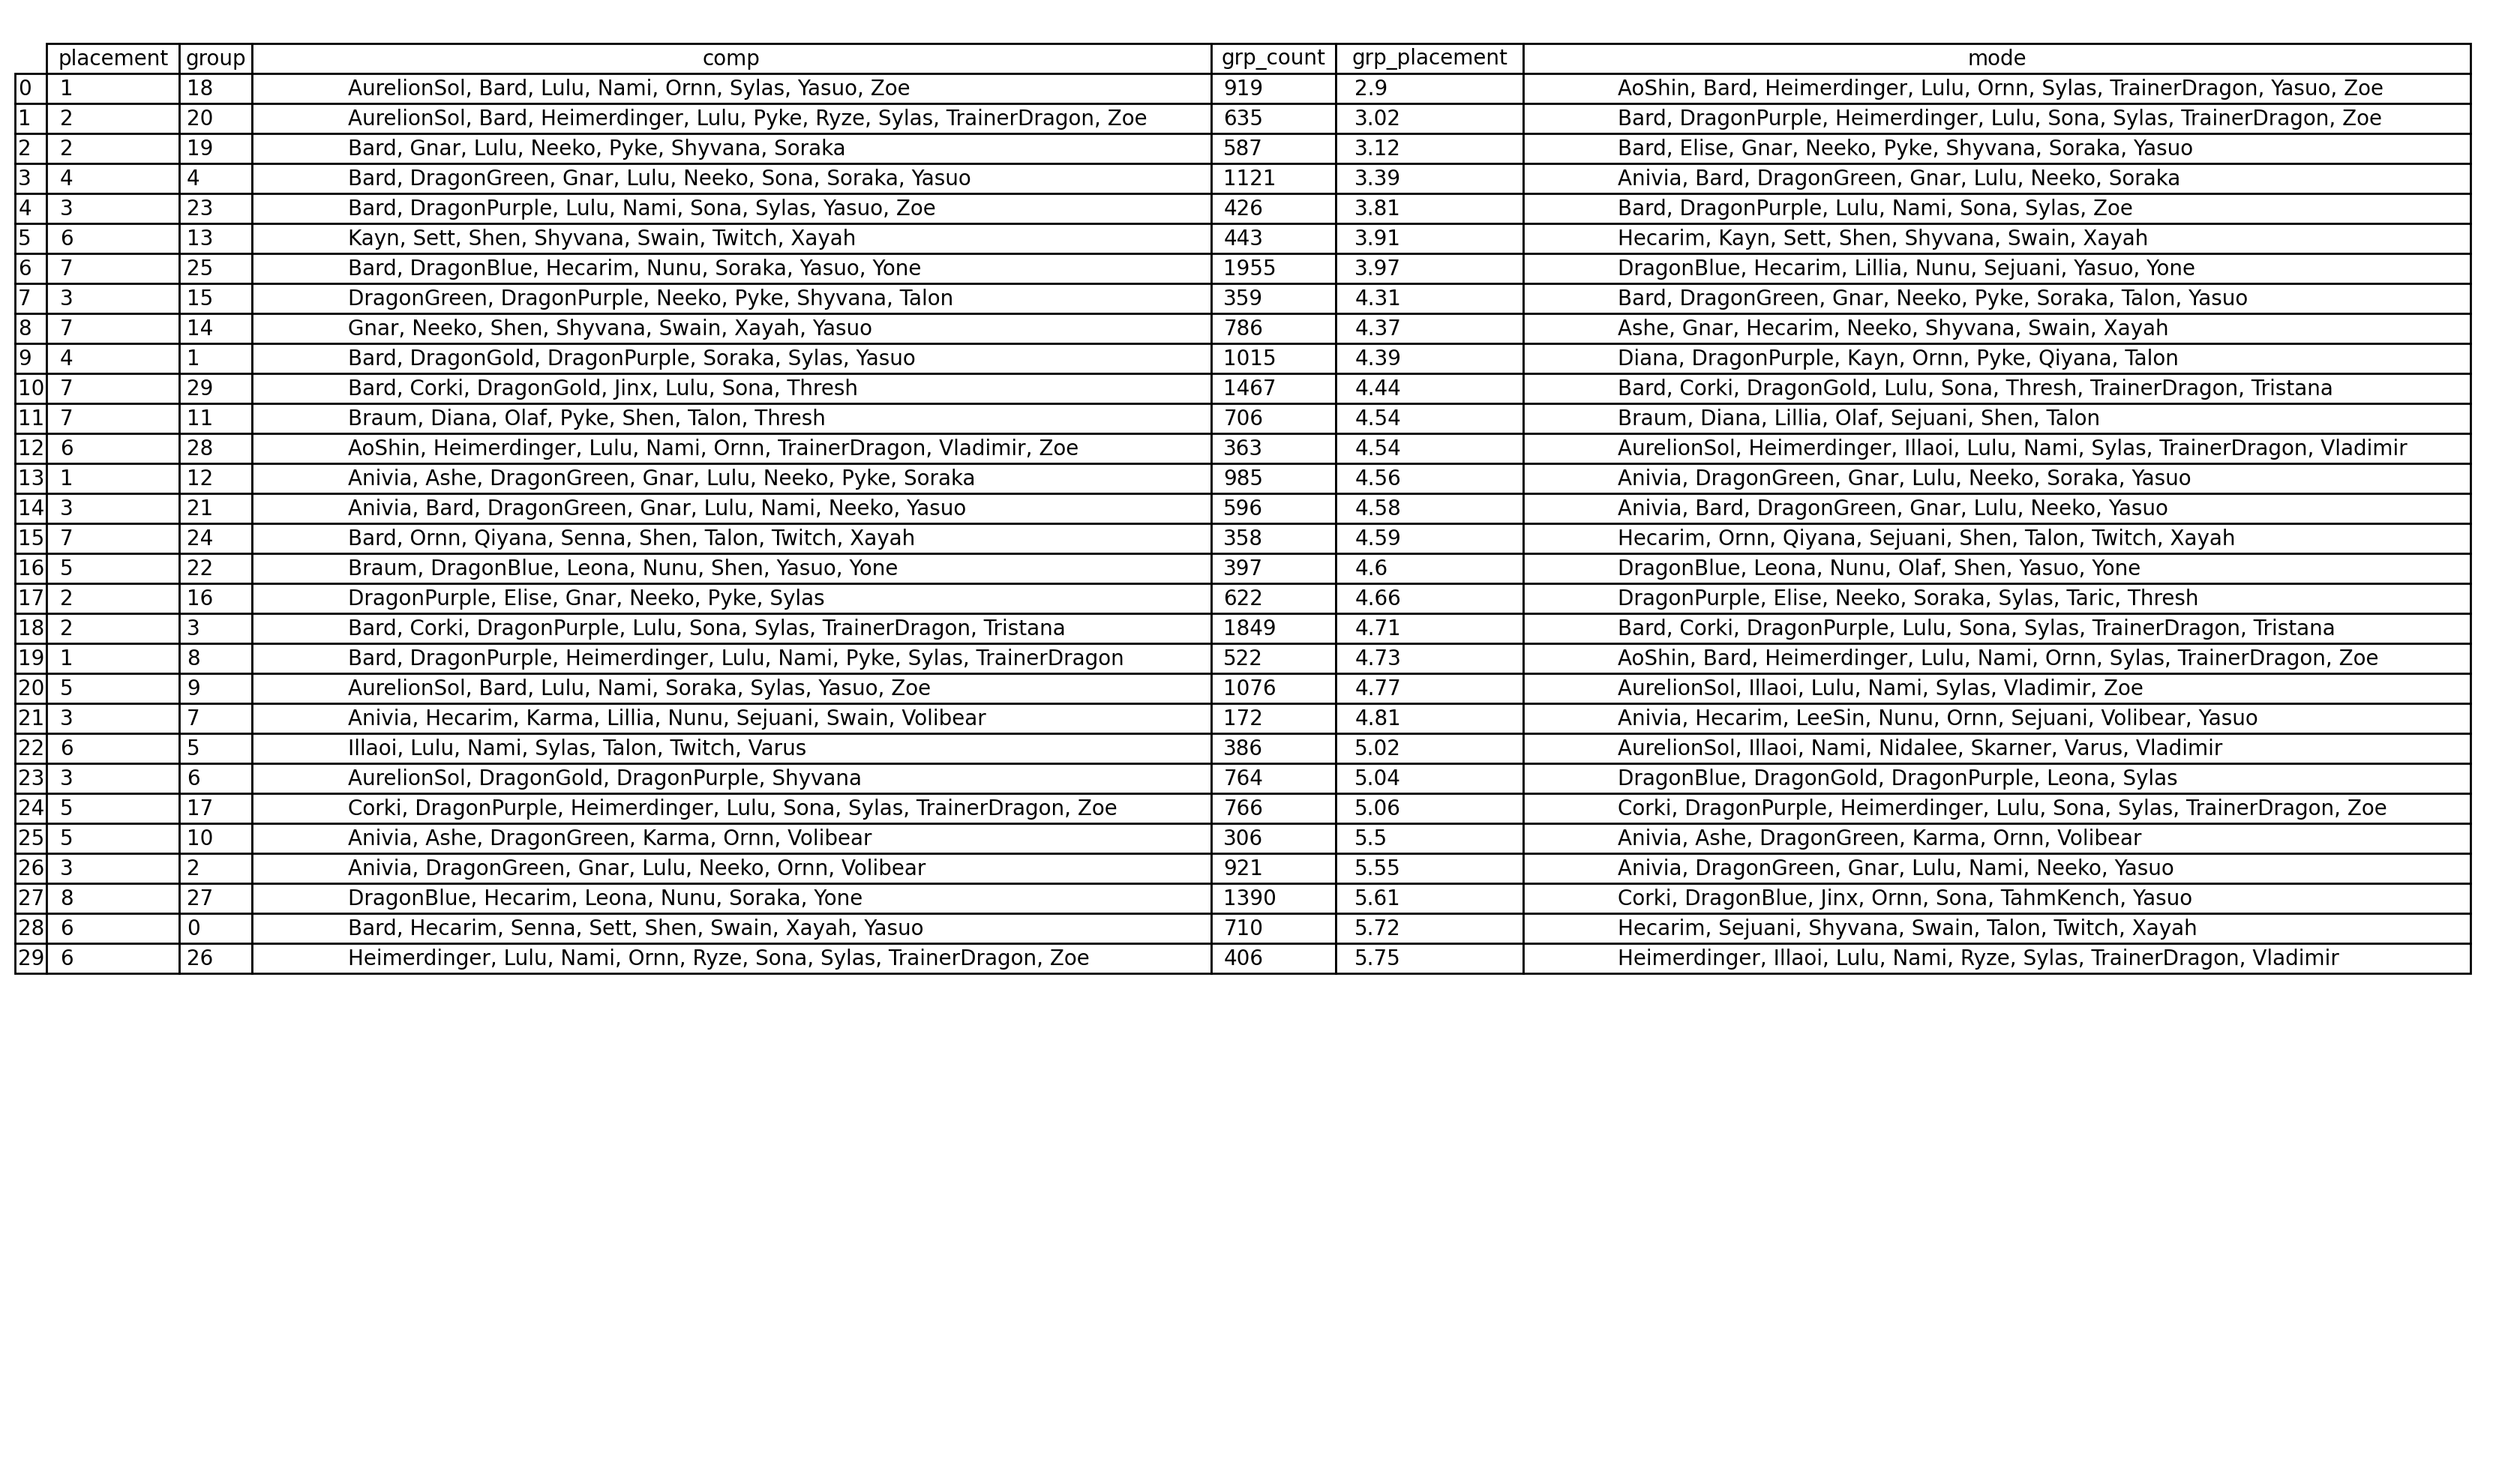 placement group comp grp_count grp_placement mode
0 1 18 AurelionSol, Bard, Lulu, Nami, Ornn, Sylas, Yasuo, Zoe 919 2.9 AoShin, Bard, Heimerdinger, Lulu, Ornn, Sylas, TrainerDragon, Yasuo, Zoe
1 2 20 AurelionSol, Bard, Heimerdinger, Lulu, Pyke, Ryze, Sylas, TrainerDragon, Zoe 635 3.02 Bard, DragonPurple, Heimerdinger, Lulu, Sona, Sylas, TrainerDragon, Zoe
2 2 19 Bard, Gnar, Lulu, Neeko, Pyke, Shyvana, Soraka 587 3.12 Bard, Elise, Gnar, Neeko, Pyke, Shyvana, Soraka, Yasuo
3 4 4 Bard, DragonGreen, Gnar, Lulu, Neeko, Sona, Soraka, Yasuo 1121 3.39 Anivia, Bard, DragonGreen, Gnar, Lulu, Neeko, Soraka
4 3 23 Bard, DragonPurple, Lulu, Nami, Sona, Sylas, Yasuo, Zoe 426 3.81 Bard, DragonPurple, Lulu, Nami, Sona, Sylas, Zoe
5 6 13 Kayn, Sett, Shen, Shyvana, Swain, Twitch, Xayah 443 3.91 Hecarim, Kayn, Sett, Shen, Shyvana, Swain, Xayah
6 7 25 Bard, DragonBlue, Hecarim, Nunu, Soraka, Yasuo, Yone 1955 3.97 DragonBlue, Hecarim, Lillia, Nunu, Sejuani, Yasuo, Yone
7 3 15 DragonGreen, DragonPurple, Neeko, Pyke, Shyvana, Talon 359 4.31 Bard, DragonGreen, Gnar, Neeko, Pyke, Soraka, Talon, Yasuo
8 7 14 Gnar, Neeko, Shen, Shyvana, Swain, Xayah, Yasuo 786 4.37 Ashe, Gnar, Hecarim, Neeko, Shyvana, Swain, Xayah
9 4 1 Bard, DragonGold, DragonPurple, Soraka, Sylas, Yasuo 1015 4.39 Diana, DragonPurple, Kayn, Ornn, Pyke, Qiyana, Talon
10 7 29 Bard, Corki, DragonGold, Jinx, Lulu, Sona, Thresh 1467 4.44 Bard, Corki, DragonGold, Lulu, Sona, Thresh, TrainerDragon, Tristana
11 7 11 Braum, Diana, Olaf, Pyke, Shen, Talon, Thresh 706 4.54 Braum, Diana, Lillia, Olaf, Sejuani, Shen, Talon
12 6 28 AoShin, Heimerdinger, Lulu, Nami, Ornn, TrainerDragon, Vladimir, Zoe 363 4.54 AurelionSol, Heimerdinger, Illaoi, Lulu, Nami, Sylas, TrainerDragon, Vladimir
13 1 12 Anivia, Ashe, DragonGreen, Gnar, Lulu, Neeko, Pyke, Soraka 985 4.56 Anivia, DragonGreen, Gnar, Lulu, Neeko, Soraka, Yasuo
14 3 21 Anivia, Bard, DragonGreen, Gnar, Lulu, Nami, Neeko, Yasuo 596 4.58 Anivia, Bard, DragonGreen, Gnar, Lulu, Neeko, Yasuo
15 7 24 Bard, Ornn, Qiyana, Senna, Shen, Talon, Twitch, Xayah 358 4.59 Hecarim, Ornn, Qiyana, Sejuani, Shen, Talon, Twitch, Xayah
16 5 22 Braum, DragonBlue, Leona, Nunu, Shen, Yasuo, Yone 397 4.6 DragonBlue, Leona, Nunu, Olaf, Shen, Yasuo, Yone
17 2 16 DragonPurple, Elise, Gnar, Neeko, Pyke, Sylas 622 4.66 DragonPurple, Elise, Neeko, Soraka, Sylas, Taric, Thresh
18 2 3 Bard, Corki, DragonPurple, Lulu, Sona, Sylas, TrainerDragon, Tristana 1849 4.71 Bard, Corki, DragonPurple, Lulu, Sona, Sylas, TrainerDragon, Tristana
19 1 8 Bard, DragonPurple, Heimerdinger, Lulu, Nami, Pyke, Sylas, TrainerDragon 522 4.73 AoShin, Bard, Heimerdinger, Lulu, Nami, Ornn, Sylas, TrainerDragon, Zoe
20 5 9 AurelionSol, Bard, Lulu, Nami, Soraka, Sylas, Yasuo, Zoe 1076 4.77 AurelionSol, Illaoi, Lulu, Nami, Sylas, Vladimir, Zoe
21 3 7 Anivia, Hecarim, Karma, Lillia, Nunu, Sejuani, Swain, Volibear 172 4.81 Anivia, Hecarim, LeeSin, Nunu, Ornn, Sejuani, Volibear, Yasuo
22 6 5 Illaoi, Lulu, Nami, Sylas, Talon, Twitch, Varus 386 5.02 AurelionSol, Illaoi, Nami, Nidalee, Skarner, Varus, Vladimir
23 3 6 AurelionSol, DragonGold, DragonPurple, Shyvana 764 5.04 DragonBlue, DragonGold, DragonPurple, Leona, Sylas
24 5 17 Corki, DragonPurple, Heimerdinger, Lulu, Sona, Sylas, TrainerDragon, Zoe 766 5.06 Corki, DragonPurple, Heimerdinger, Lulu, Sona, Sylas, TrainerDragon, Zoe
25 5 10 Anivia, Ashe, DragonGreen, Karma, Ornn, Volibear 306 5.5 Anivia, Ashe, DragonGreen, Karma, Ornn, Volibear
26 3 2 Anivia, DragonGreen, Gnar, Lulu, Neeko, Ornn, Volibear 921 5.55 Anivia, DragonGreen, Gnar, Lulu, Nami, Neeko, Yasuo
27 8 27 DragonBlue, Hecarim, Leona, Nunu, Soraka, Yone 1390 5.61 Corki, DragonBlue, Jinx, Ornn, Sona, TahmKench, Yasuo
28 6 0 Bard, Hecarim, Senna, Sett, Shen, Swain, Xayah, Yasuo 710 5.72 Hecarim, Sejuani, Shyvana, Swain, Talon, Twitch, Xayah
29 6 26 Heimerdinger, Lulu, Nami, Ornn, Ryze, Sona, Sylas, TrainerDragon, Zoe 406 5.75 Heimerdinger, Illaoi, Lulu, Nami, Ryze, Sylas, TrainerDragon, Vladimir